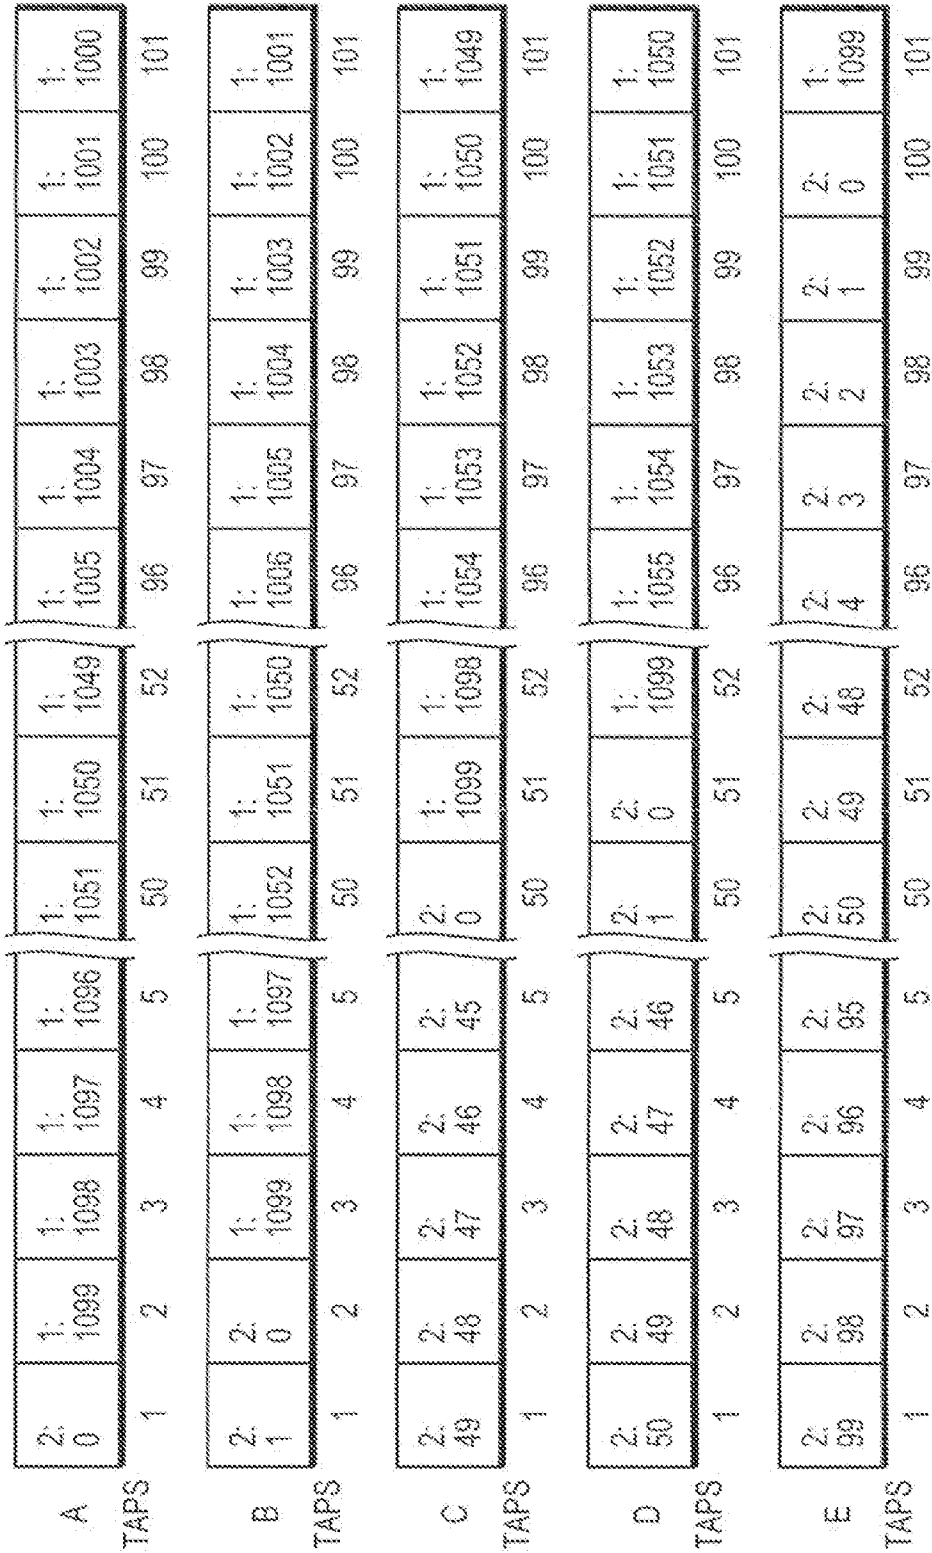 2: 1: 1: 1: 1: 1: 1: 1: 1: 1: 1: 1: 1: 1:
A 0 1099 1098 1097 1096 1051 1050 1049 1005 1004 1003 1002 1001 1000
TAPS 1 2 3 4 5 50 51 52 96 97 98 99 100 101
2: 2: 1: 1: 1: 1: 1: 1: 1: 1: 1: 1: 1: 1:
B 1 0 1099 1098 1097 1052 1051 1050 1006 1005 1004 1003 1002 1001
TAPS 1 2 3 4 5 50 51 52 96 97 98 99 100 101
2: 2: 2: 2: 2: 2: 1: 1: 1: 1: 1: 1: 1: 1:
C 49 48 47 46 45 0 1099 1098 1054 1053 1052 1051 1050 1049
TAPS 1 2 3 4 5 50 51 52 96 97 98 99 100 101
2: 2: 2: 2: 2: 2: 2: 1: 1: 1: 1: 1: 1: 1:
D 50 49 48 47 46 1 0 1099 1055 1054 1053 1052 1051 1050
TAPS 1 2 3 4 5 50 51 52 96 97 98 99 100 101
2: 2: 2: 2: 2: 2: 2: 2: 2: 2: 2: 2: 2: 1:
E 99 98 97 96 95 50 49 48 4 3 2 1 0 1099
TAPS 1 2 3 4 5 50 51 52 96 97 98 99 100 101